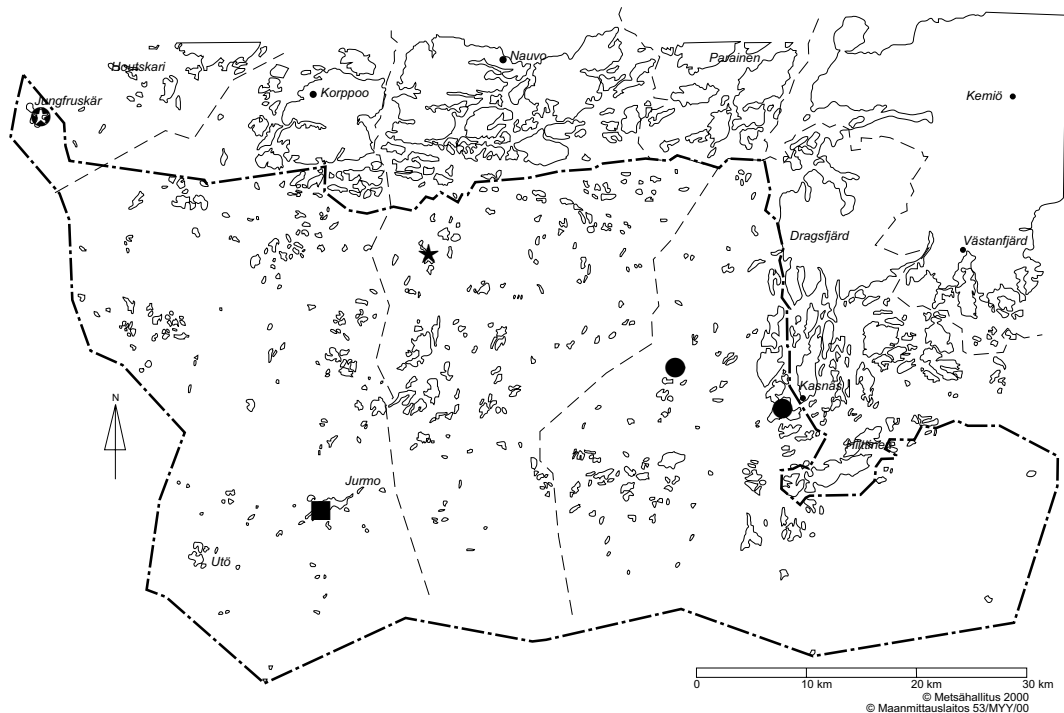 Nauvo
Houtskari
Parainen
Jungfruskär
Korppoo
Kemiö
Dragsfjärd
Västanfjärd
Kasnäs
N
Hiittinen
Jurmo
Utö
0 10 km 20 km 30 km
© Metsähallitus 2000
© Maanmittauslaitos 53/MYY/00